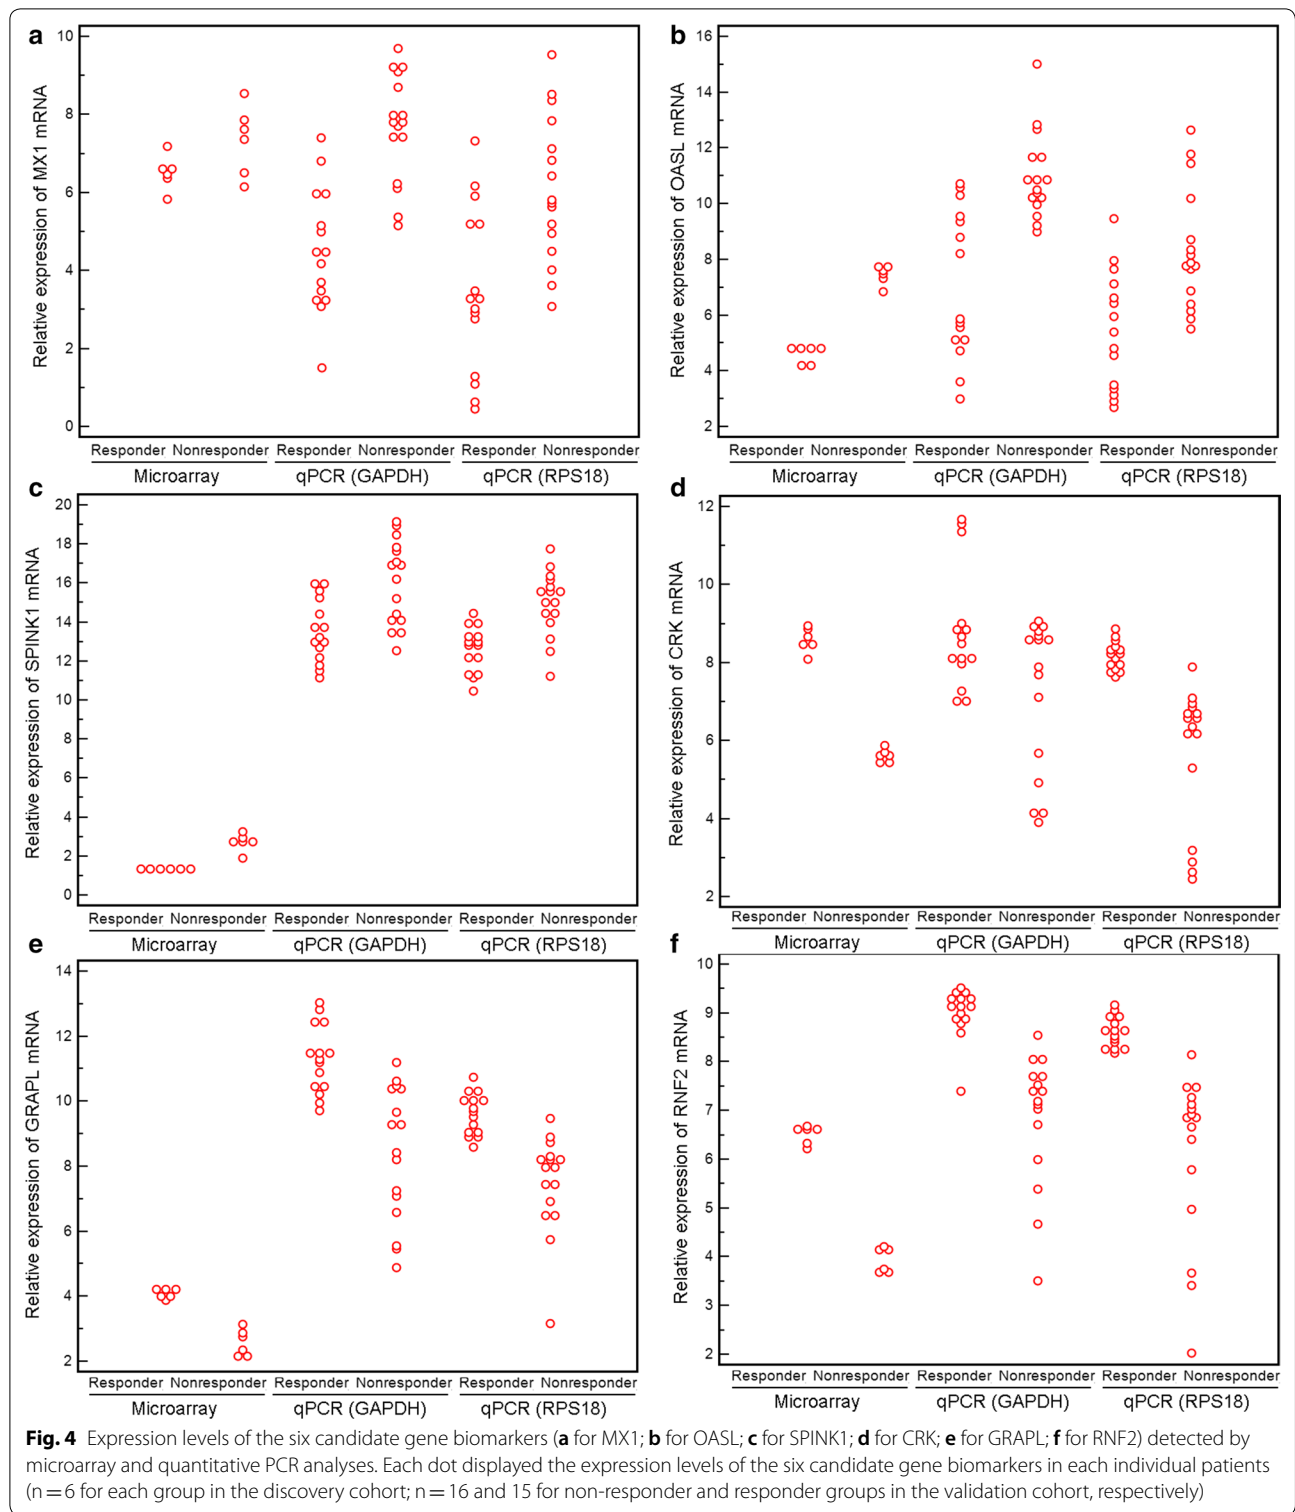 a
Relative expression of MX1 mRNA
10
8
6
4
2
0
Responder Nonresponder Responder Nonresponder Responder Nonresponder
Microarray qPCR (GAPDH) qPCR (RPS18)
b
Relative expression of OASL mRNA
16
14
12
10
8
6
4
2
Responder Nonresponder Responder Nonresponder Responder Nonresponder
Microarray qPCR (GAPDH) qPCR (RPS18)
c
Relative expression of SPINK1 mRNA
20
18
16
14
12
10
8
6
4
2
0
Responder Nonresponder Responder Nonresponder Responder Nonresponder
Microarray qPCR (GAPDH) qPCR (RPS18)
d
Relative expression of CRK mRNA
12
10
8
6
4
2
Responder Nonresponder Responder Nonresponder Responder Nonresponder
Microarray qPCR (GAPDH) qPCR (RPS18)
e
Relative expression of GRAPL mRNA
14
12
10
8
6
4
2
Responder Nonresponder Responder Nonresponder Responder Nonresponder
Microarray qPCR (GAPDH) qPCR (RPS18)
f
Relative expression of RNF2 mRNA
10
9
8
7
6
5
4
3
2
Responder Nonresponder Responder Nonresponder Responder Nonresponder
Microarray qPCR (GAPDH) qPCR (RPS18)
Fig. 4 Expression levels of the six candidate gene biomarkers (a for MX1; b for OASL; c for SPINK1; d for CRK; e for GRAPL; f for RNF2) detected by
microarray and quantitative PCR analyses. Each dot displayed the expression levels of the six candidate gene biomarkers in each individual patients
(n = 6 for each group in the discovery cohort; n = 16 and 15 for non-responder and responder groups in the validation cohort, respectively)